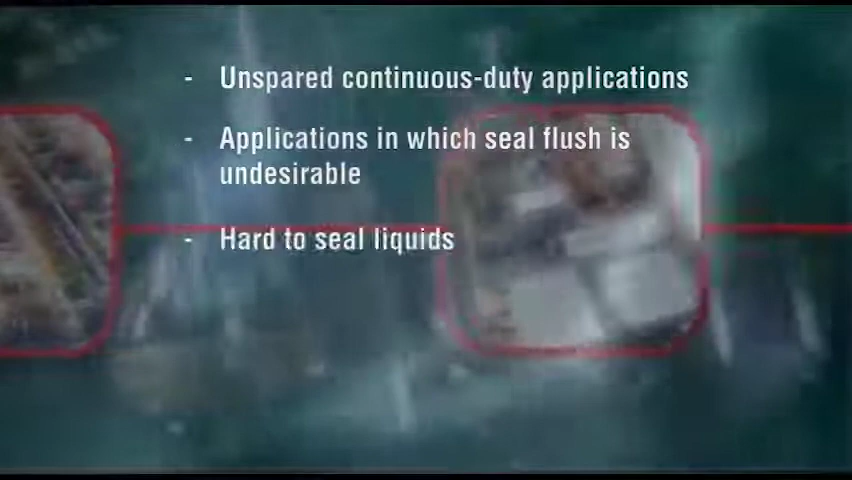 - Unspared continuous-duty applications
- Applications in which seal flush is
undesirable
- Hard to seal liquids